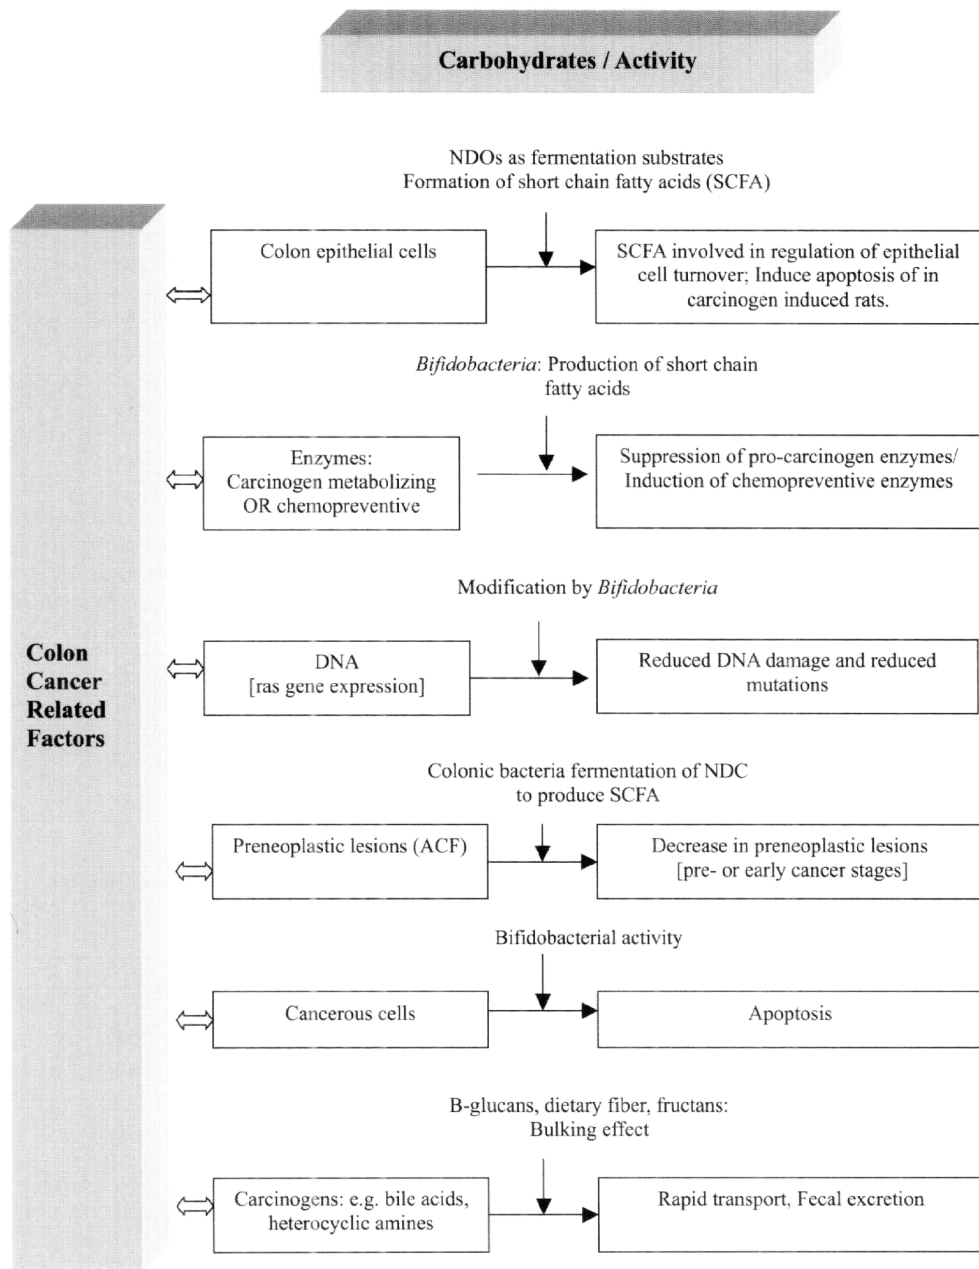 Carbohydrates / Activity
NDOs as fermentation substrates
Formation of short chain fatty acids (SCFA)
Colon epithelial cells
SCFA involved in regulation of epithelial
cell turnover; Induce apoptosis of in
carcinogen induced rats.
Bifidobacteria: Production of short chain
fatty acids
Enzymes:
Carcinogen metabolizing
OR chemopreventive
Suppression of pro-carcinogen enzymes/
Induction of chemopreventive enzymes
Modification by Bifidobacteria
Colon
Cancer
Related
Factors
DNA
[ras gene expression]
Reduced DNA damage and reduced
mutations
Colonic bacteria fermentation of NDC
to produce SCFA
Preneoplastic lesions (ACF)
Decrease in preneoplastic lesions
[pre- or early cancer stages]
Bifidobacterial activity
Cancerous cells
Apoptosis
B-glucans, dietary fiber, fructans:
Bulking effect
Carcinogens: e.g. bile acids,
heterocyclic amines
Rapid transport, Fecal excretion